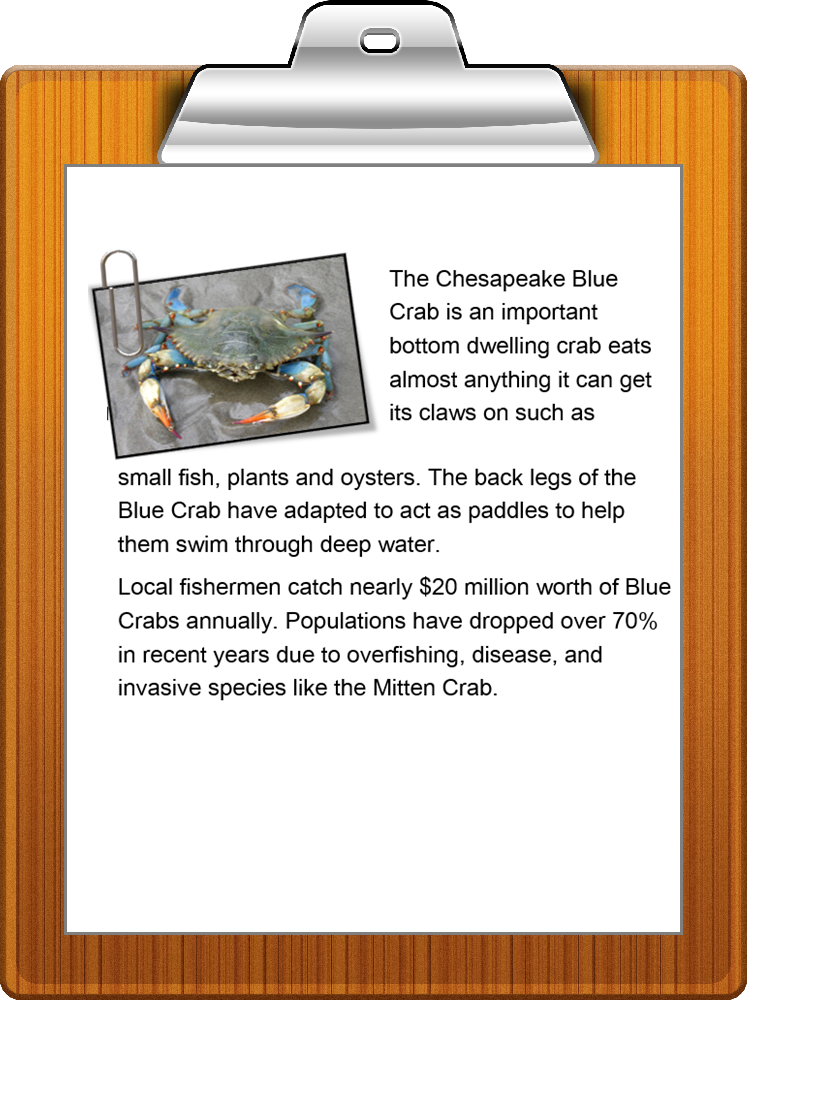 The Chesapeake Blue
Crab is an important
bottom dwelling crab eats
almost anything it can get
its claws on such as
small fish, plants and oysters. The back legs of the
Blue Crab have adapted to act as paddles to help
them swim through deep water.
Local fishermen catch nearly $20 million worth of Blue
Crabs annually. Populations have dropped over 70%
in recent years due to overfishing, disease, and
invasive species like the Mitten Crab.